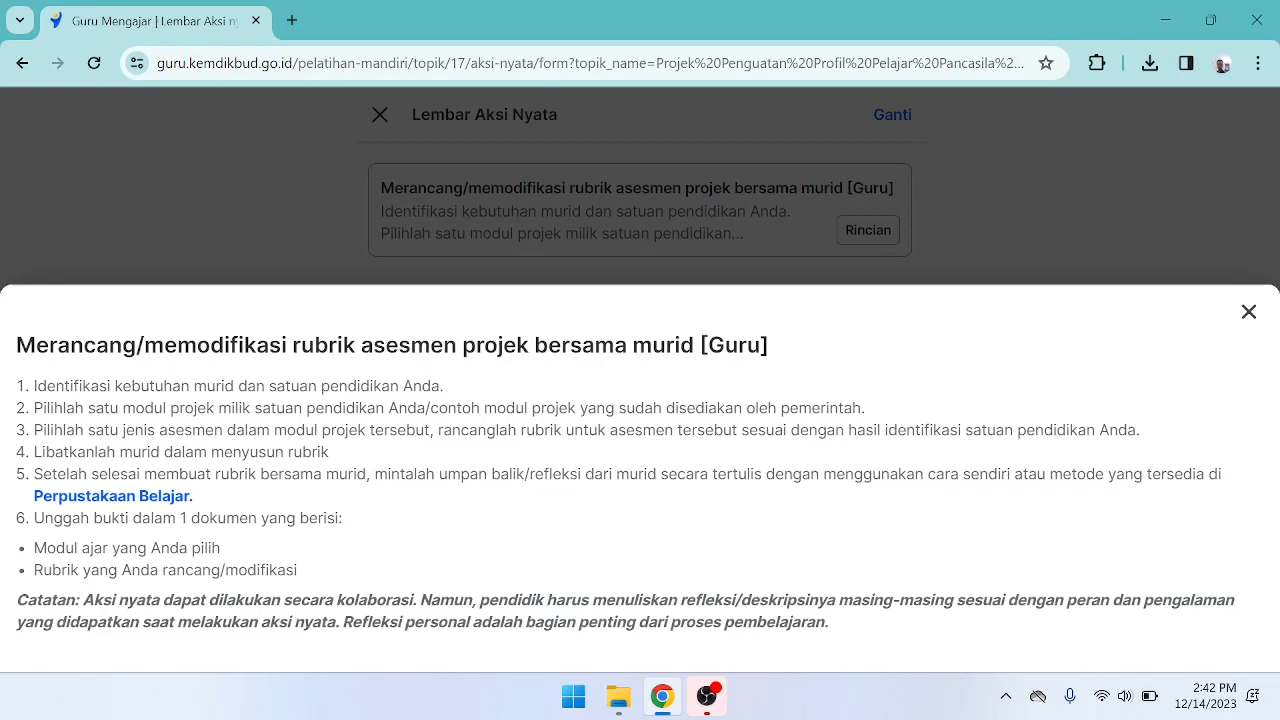 Guru Mengajar | Lembar Aksi ny
guru.kemdikbud.go.id/pelatihan-mandiri/topik/17/aksi-nyata/form?topik_name=Projek%20Penguatan%20Profil%20Pelajar%20Pancasila%2...
Lembar Aksi Nyata
Ganti
Merancang/memodifikasi rubrik asesmen projek bersama murid [Guru]
Identifikasi kebutuhan murid dan satuan pendidikan Anda.
Pilihlah satu modul projek milik satuan pendidikan...
Rincian
Merancang/memodifikasi rubrik asesmen projek bersama murid [Guru]
1. Identifikasi kebutuhan murid dan satuan pendidikan Anda.
2. Pilihlah satu modul projek milik satuan pendidikan Anda/contoh modul projek yang sudah disediakan oleh pemerintah.
3. Pilihlah satu jenis asesmen dalam modul projek tersebut, rancanglah rubrik untuk asesmen tersebut sesuai dengan hasil identifikasi satuan pendidikan Anda.
4. Libatkanlah murid dalam menyusun rubrik
5. Setelah selesai membuat rubrik bersama murid, mintalah umpan balik/refleksi dari murid secara tertulis dengan menggunakan cara sendiri atau metode yang tersedia di
Perpustakaan Belajar.
6. Unggah bukti dalam 1 dokumen yang berisi:
• Modul ajar yang Anda pilih
• Rubrik yang Anda rancang/modifikasi
Catatan: Aksi nyata dapat dilakukan secara kolaborasi. Namun, pendidik harus menuliskan refleksi/deskripsinya masing-masing sesuai dengan peran dan pengalaman
yang didapatkan saat melakukan aksi nyata. Refleksi personal adalah bagian penting dari proses pembelajaran.
2:42 PM
12/14/2023